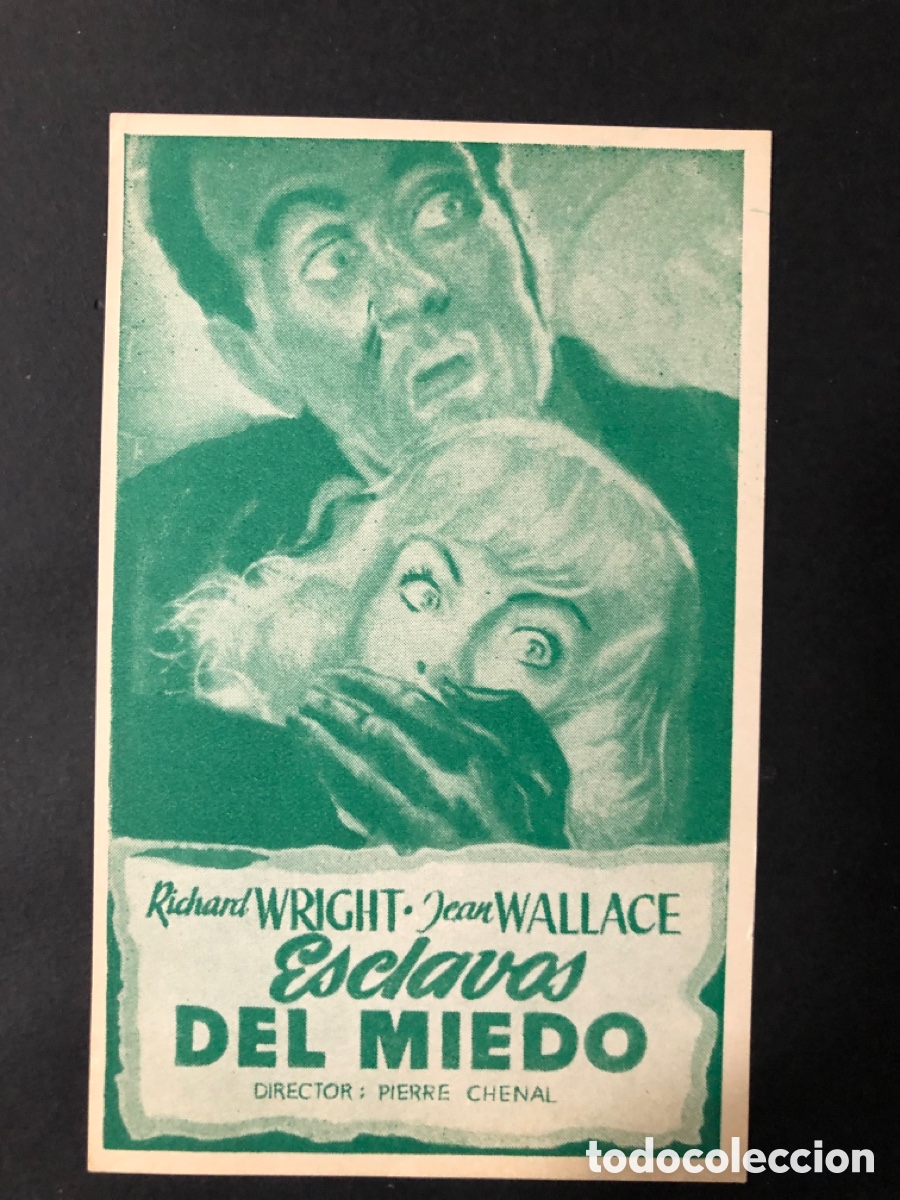 Richard WRIGHT · Jean WALLACE
Esclavos
DEL MIEDO
DIRECTOR: PIERRE CHENAL
todocoleccion